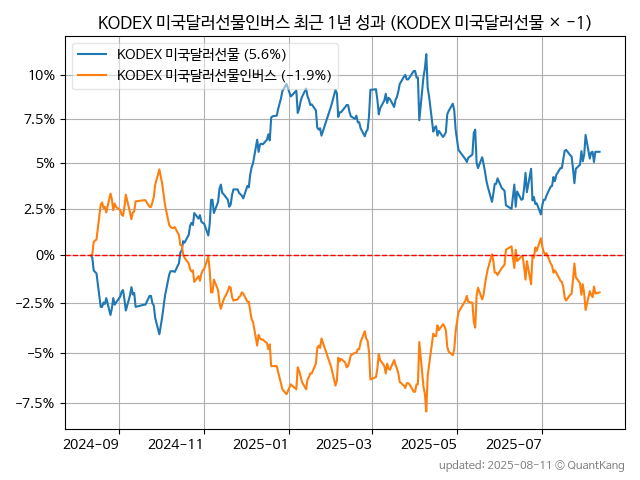 KODEX 미국달러선물인버스 최근 1년 성과 (KODEX 미국달러선물 × −1)
KODEX 미국달러선물 (5.6%)
KODEX 미국달러선물인버스 (−1.9%)
10%
7.5%
5%
2.5%
0%
−2.5%
−5%
−7.5%
2024-09 2024-11 2025-01 2025-03 2025-05 2025-07
updated: 2025-08-11 © QuantKang